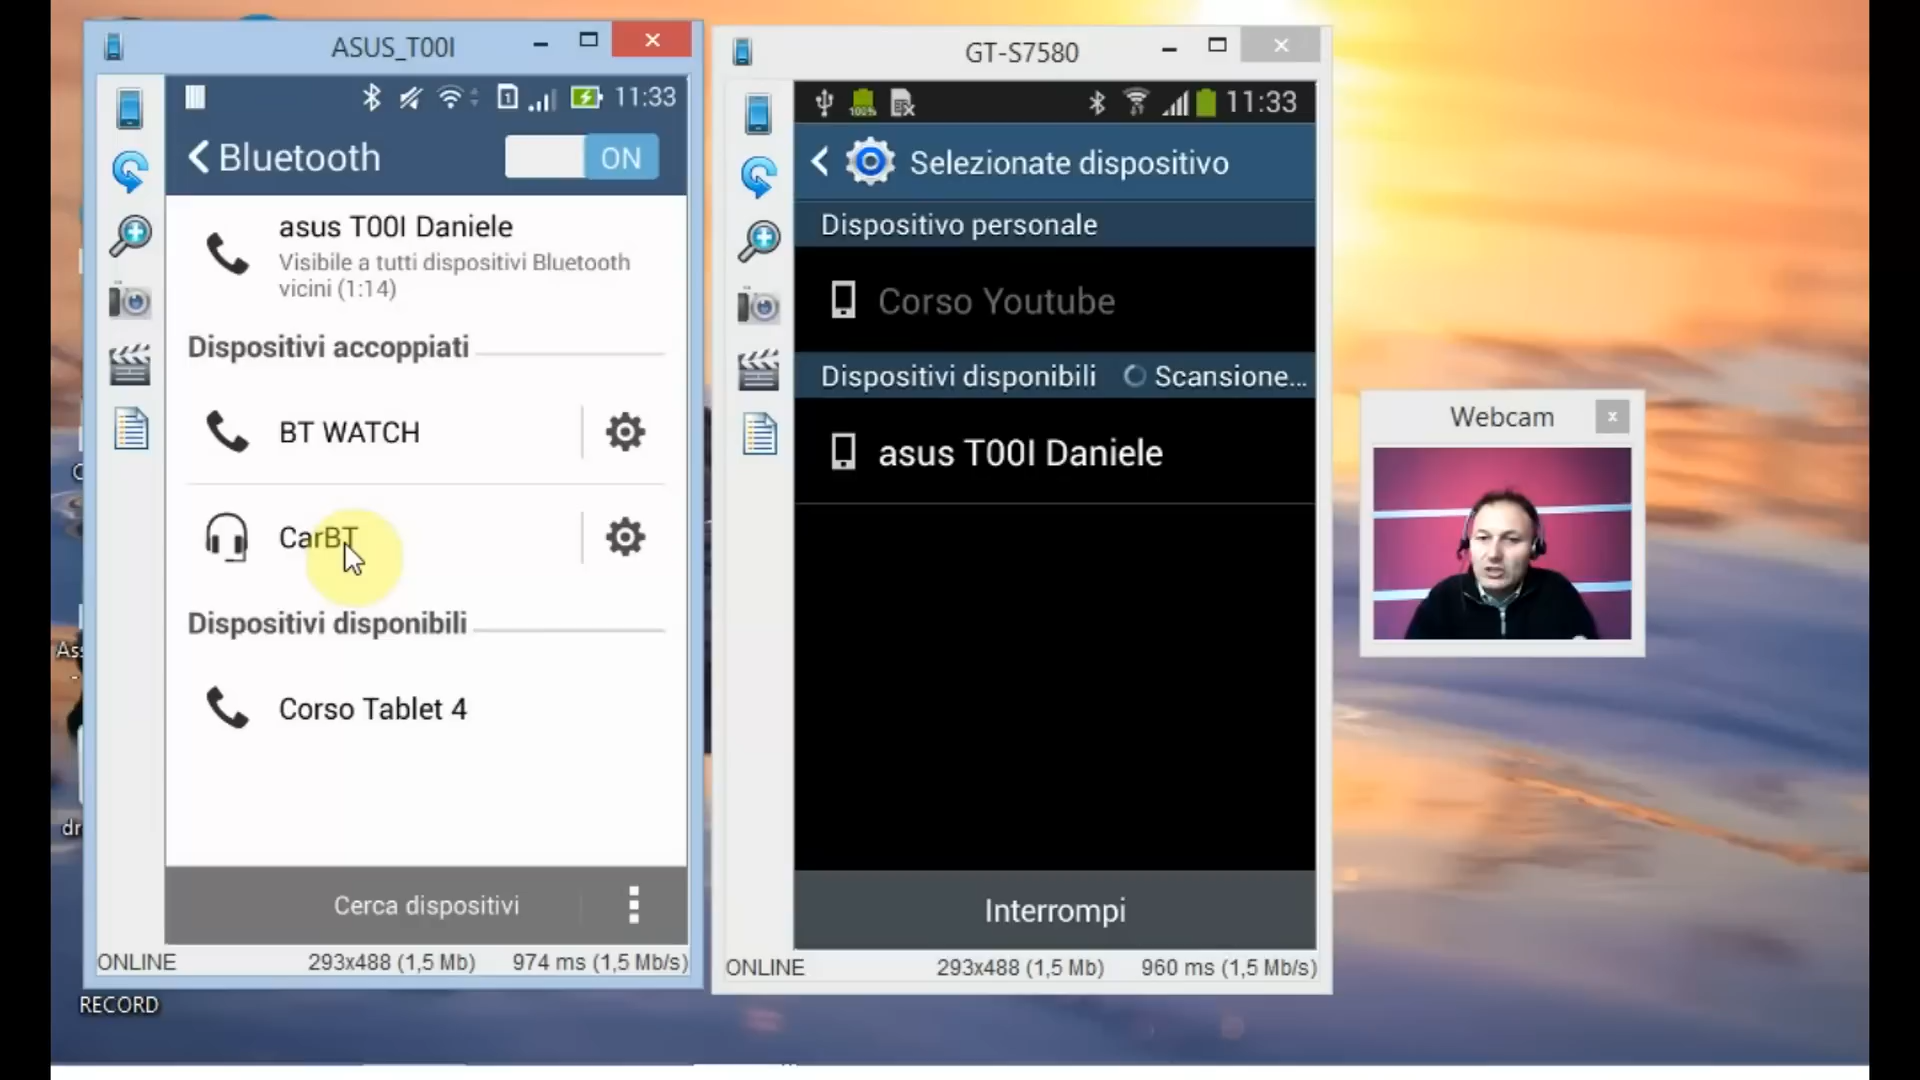 ASUS_T00I
11:33
Bluetooth
ON
asus T00I Daniele
Visibile a tutti dispositivi Bluetooth
vicini (1:14)
Dispositivi accoppiati
BT WATCH
CarBT
Dispositivi disponibili
Corso Tablet 4
Cerca dispositivi
ONLINE 293x488 (1,5 Mb) 974 ms (1,5 Mb/s)
RECORD
GT-S7580
100%
11:33
Selezionate dispositivo
Dispositivo personale
Corso Youtube
Dispositivi disponibili Scansione...
asus T00I Daniele
Interrompi
ONLINE 293x488 (1,5 Mb) 960 ms (1,5 Mb/s)
Webcam